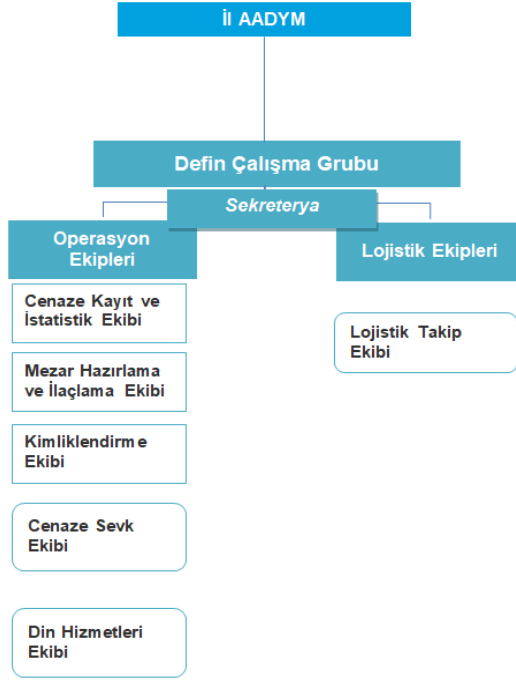 İl AADYM
Defin Çalışma Grubu
Sekreterya
Operasyon
Ekipleri
Cenaze Kayıt ve
İstatistik Ekibi
Mezar Hazırlama
ve İlaçlama Ekibi
Kimliklendirme
Ekibi
Cenaze Sevk
Ekibi
Din Hizmetleri
Ekibi
Lojistik Ekipleri
Lojistik Takip
Ekibi